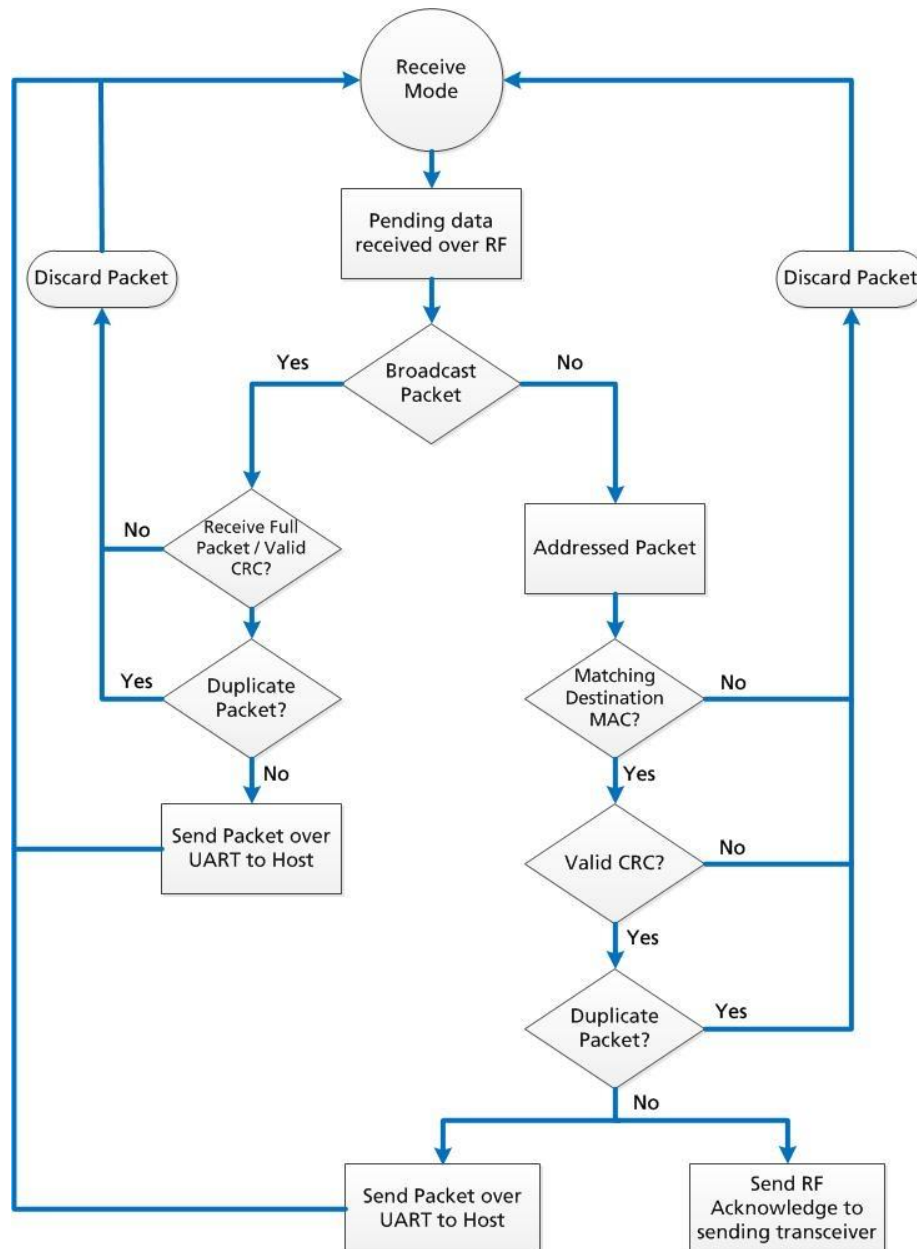 Receive
Mode
Pending data
received over RF
Discard Packet
Discard Packet
Yes
Broadcast
Packet
No
No
Receive Full
Packet / Valid
CRC?
Addressed Packet
Yes
Duplicate
Packet?
Matching
Destination
MAC?
No
No
Yes
Send Packet over
UART to Host
Valid CRC?
No
Yes
Duplicate
Packet?
Yes
No
Send Packet over
UART to Host
Send RF
Acknowledge to
sending transceiver